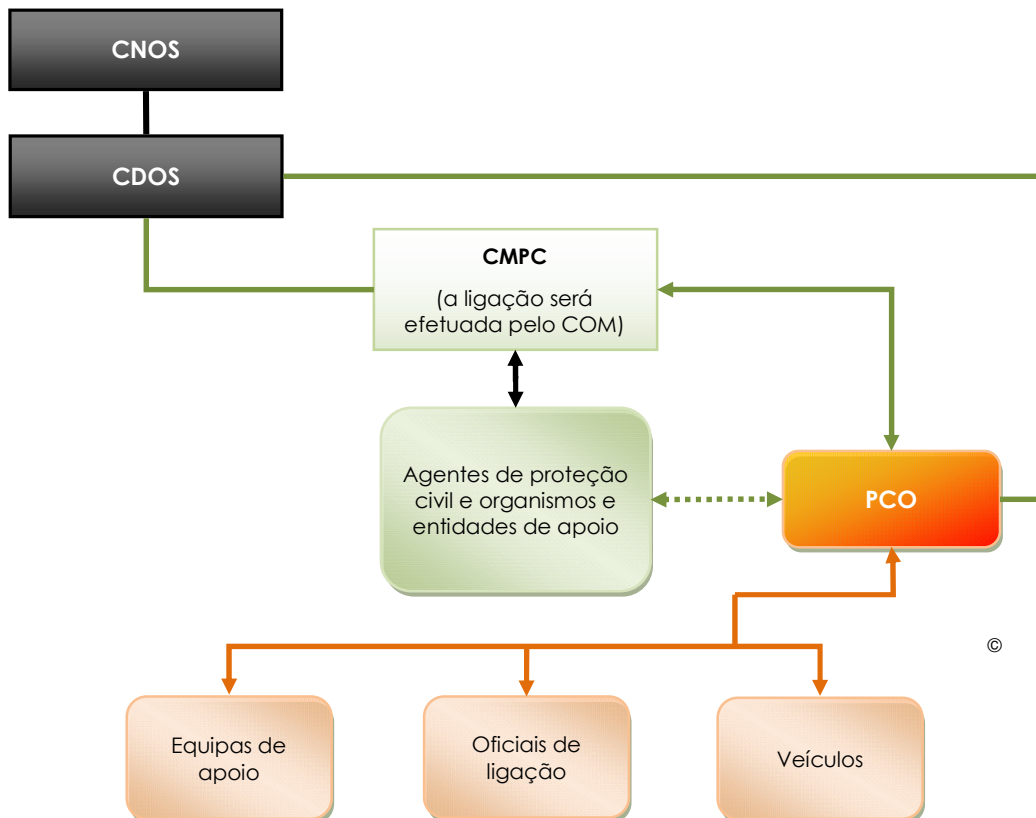 CNOS
CDOS
CMPC
(a ligação será
efetuada pelo COM)
Agentes de proteção
civil e organismos e
entidades de apoio
PCO
©
Equipas de
apoio
Oficiais de
ligação
Veículos